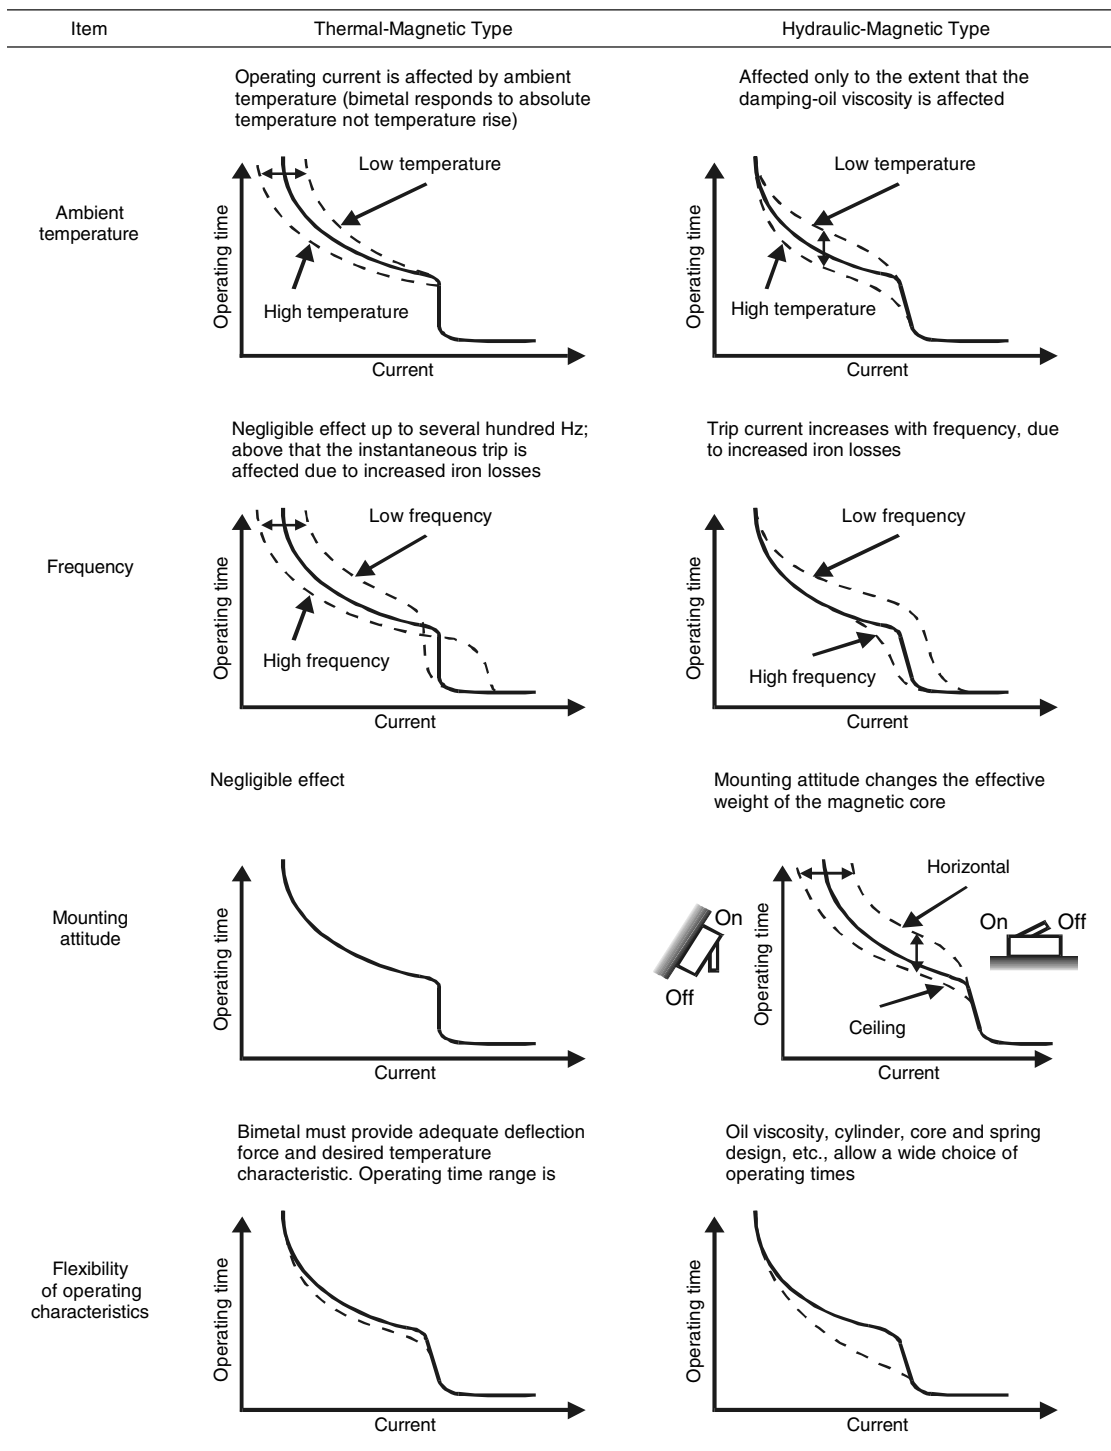 Item
Thermal-Magnetic Type
Hydraulic-Magnetic Type
Ambient
temperature
Operating current is affected by ambient
temperature (bimetal responds to absolute
temperature not temperature rise)
Operating time
Low temperature
High temperature
Current
Affected only to the extent that the
damping-oil viscosity is affected
Operating time
Low temperature
High temperature
Current
Frequency
Negligible effect up to several hundred Hz;
above that the instantaneous trip is
affected due to increased iron losses
Operating time
Low frequency
High frequency
Current
Trip current increases with frequency, due
to increased iron losses
Operating time
Low frequency
High frequency
Current
Mounting
attitude
Negligible effect
Operating time
Current
Mounting attitude changes the effective
weight of the magnetic core
On
Off
Operating time
Horizontal
On
Off
Ceiling
Current
Flexibility
of operating
characteristics
Bimetal must provide adequate deflection
force and desired temperature
characteristic. Operating time range is
Operating time
Current
Oil viscosity, cylinder, core and spring
design, etc., allow a wide choice of
operating times
Operating time
Current